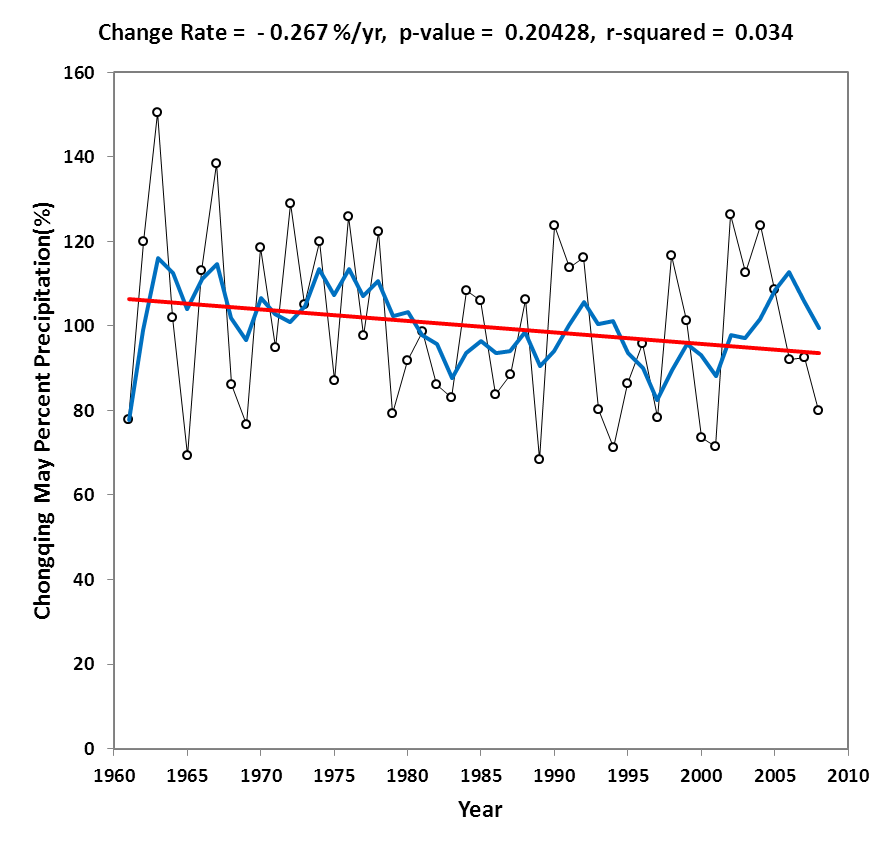 Change Rate = - 0.267 %/yr, p-value = 0.20428, r-squared = 0.034
160
140
120
100
80
60
40
20
0
Chongqing May Percent Precipitation(%)
1960 1965 1970 1975 1980 1985 1990 1995 2000 2005 2010
Year